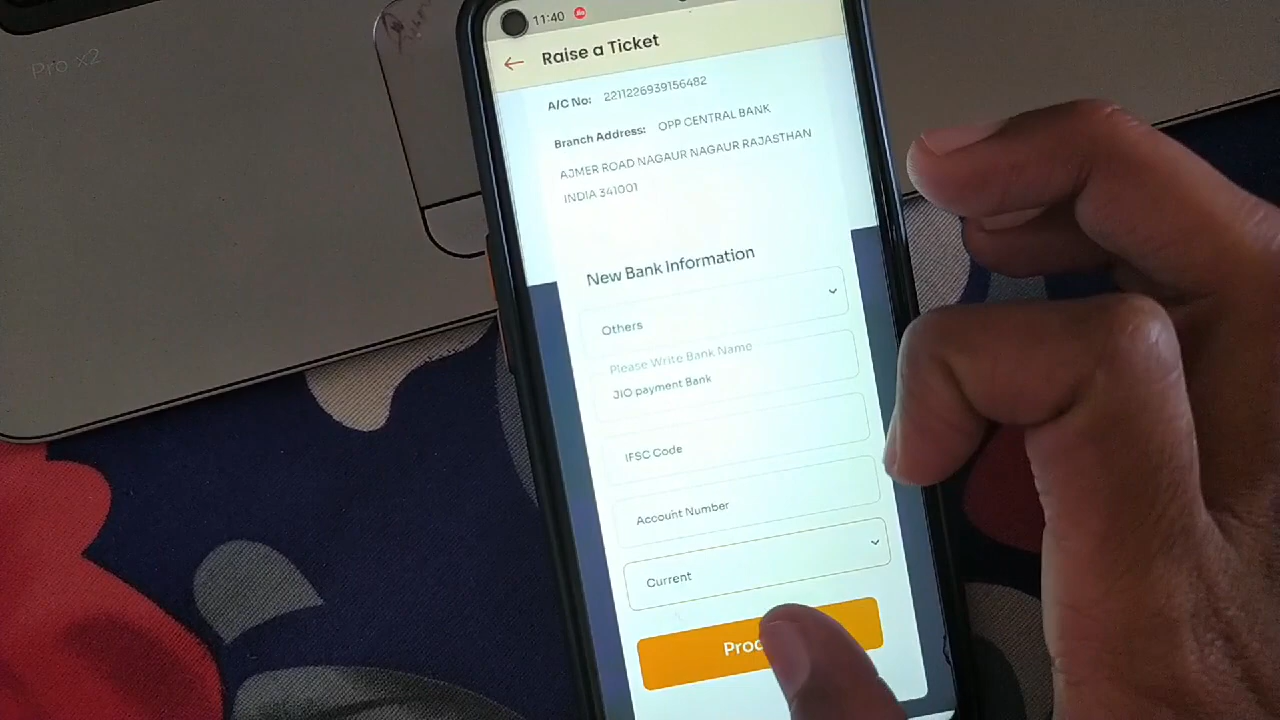 Pro x2
11:40
Raise a Ticket
A/C No: 2211226939156482
Branch Address: OPP CENTRAL BANK
AJMER ROAD NAGAUR NAGAUR RAJASTHAN
INDIA 341001
New Bank Information
Others
Please Write Bank Name
JIO payment Bank
IFSC Code
Account Number
Current